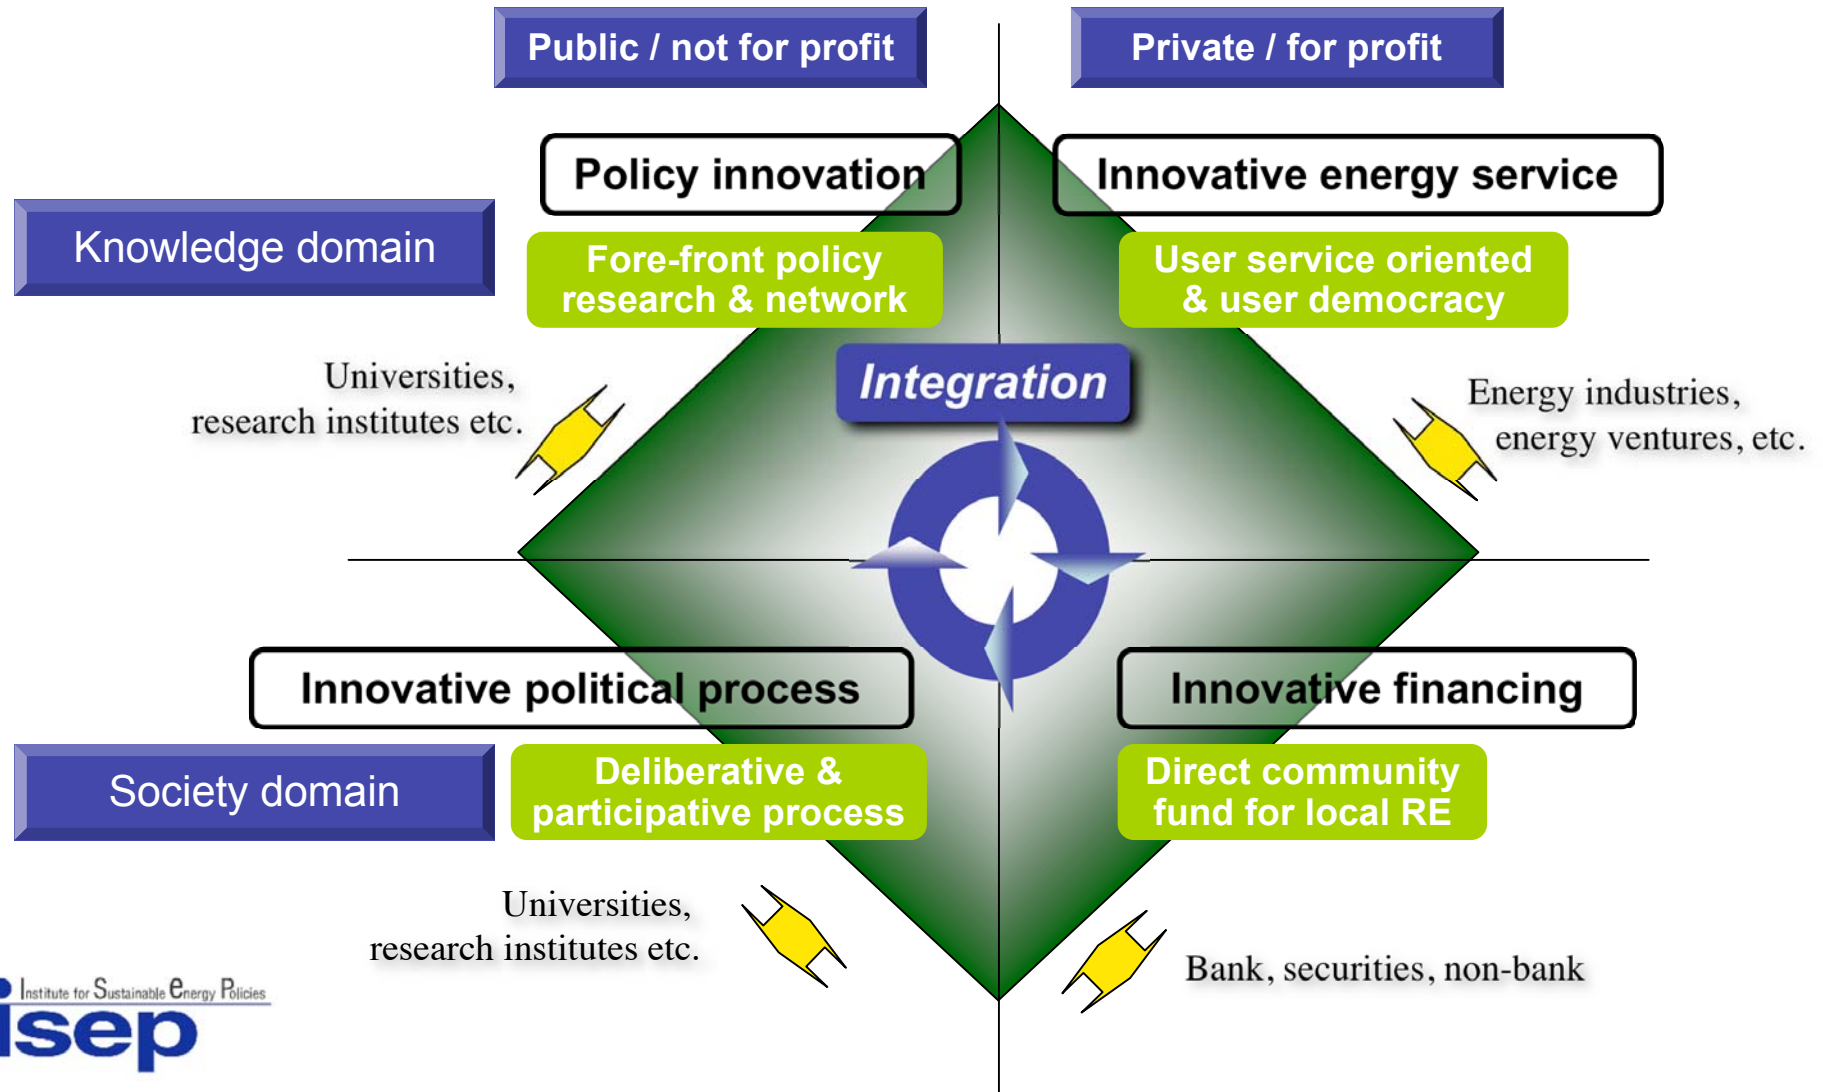 Public / not for profit
Private / for profit
Policy innovation
Innovative energy service
Knowledge domain
Fore-front policy
research & network
User service oriented
& user democracy
Integration
Universities,
research institutes etc.
Energy industries,
energy ventures, etc.
Innovative political process
Innovative financing
Society domain
Deliberative &
participative process
Direct community
fund for local RE
Universities,
research institutes etc.
Bank, securities, non-bank
Institute for Sustainable Energy Policies
isep